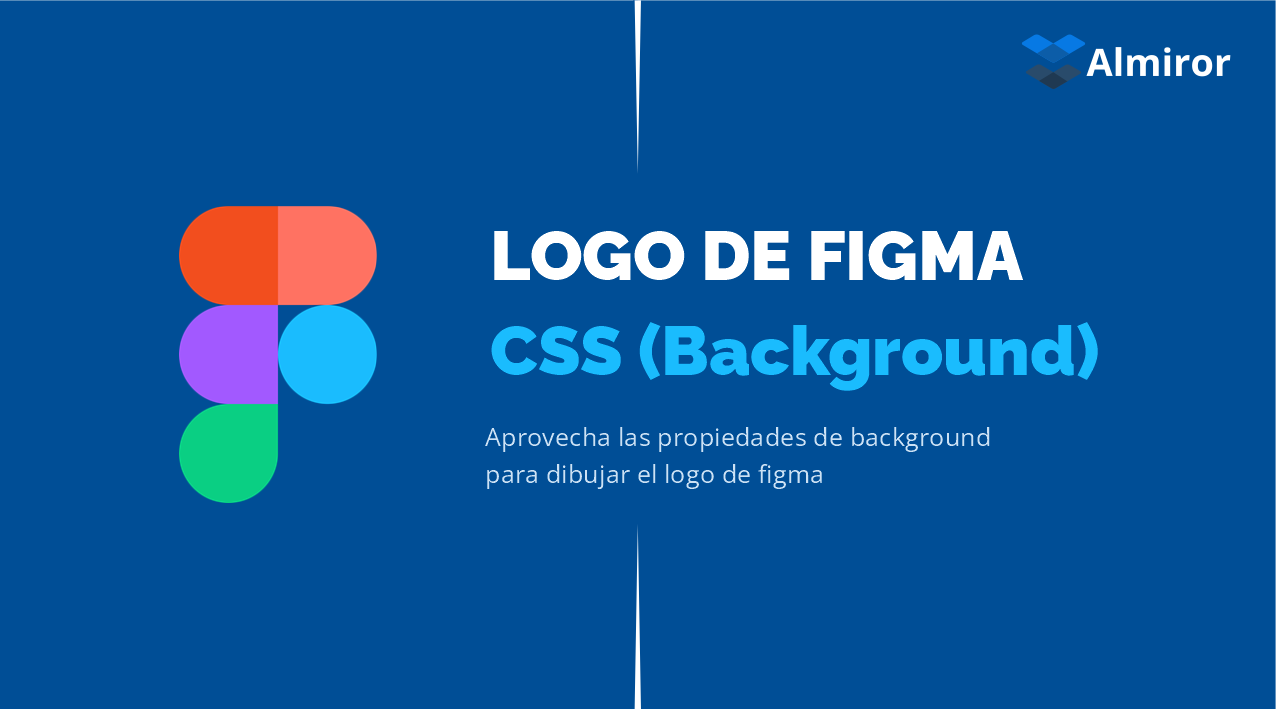 Almiror
LOGO DE FIGMA
CSS (Background)
Aprovecha las propiedades de background
para dibujar el logo de figma